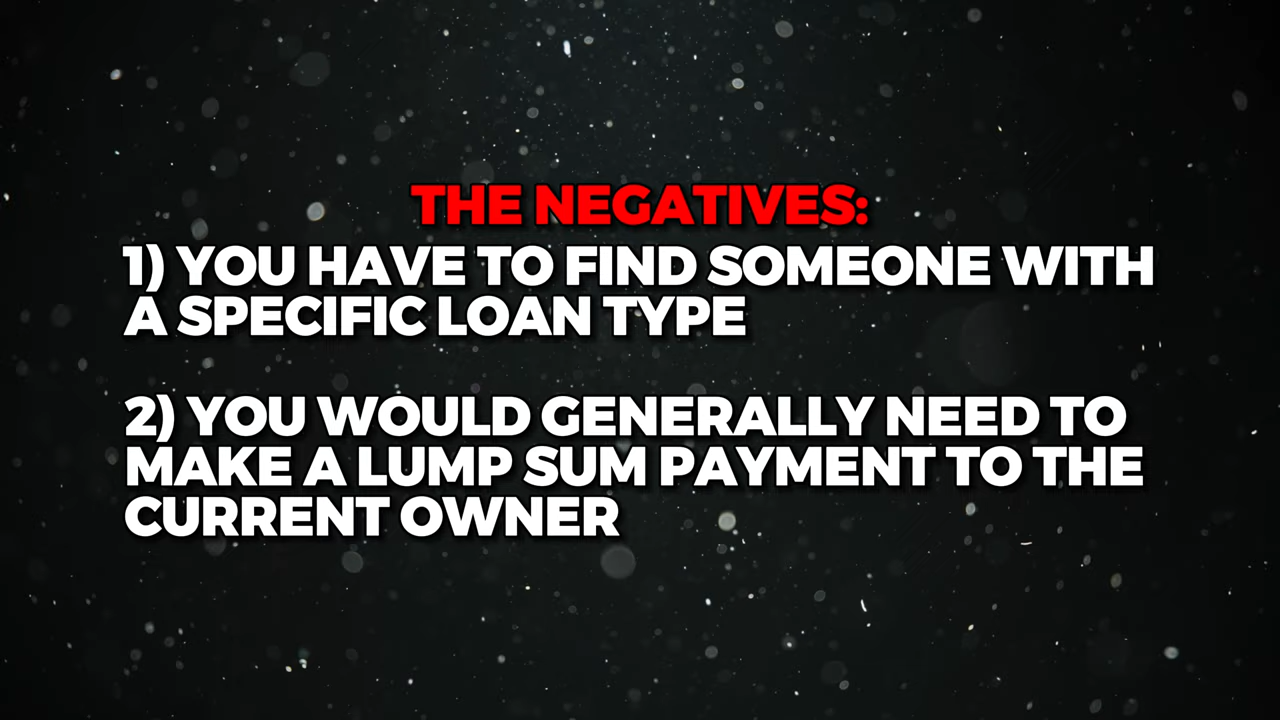 THE NEGATIVES:
1) YOU HAVE TO FIND SOMEONE WITH
A SPECIFIC LOAN TYPE
2) YOU WOULD GENERALLY NEED TO
MAKE A LUMP SUM PAYMENT TO THE
CURRENT OWNER